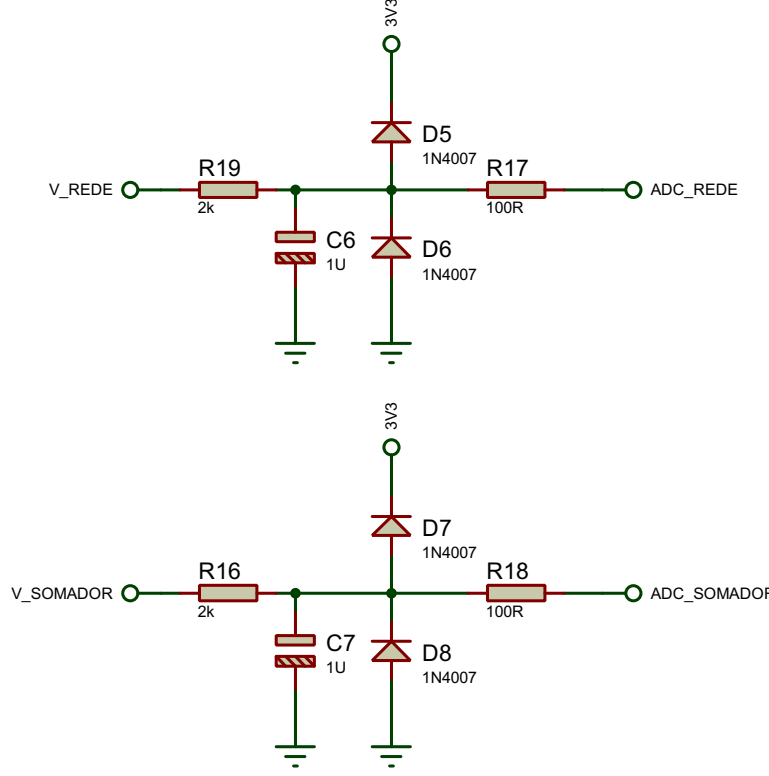 3V3
D5
1N4007
R19
R17
V_REDE
ADC_REDE
2k
100R
C6
1U
D6
1N4007
3V3
D7
1N4007
R16
R18
V_SOMADOR
ADC_SOMADOR
2k
100R
C7
1U
D8
1N4007